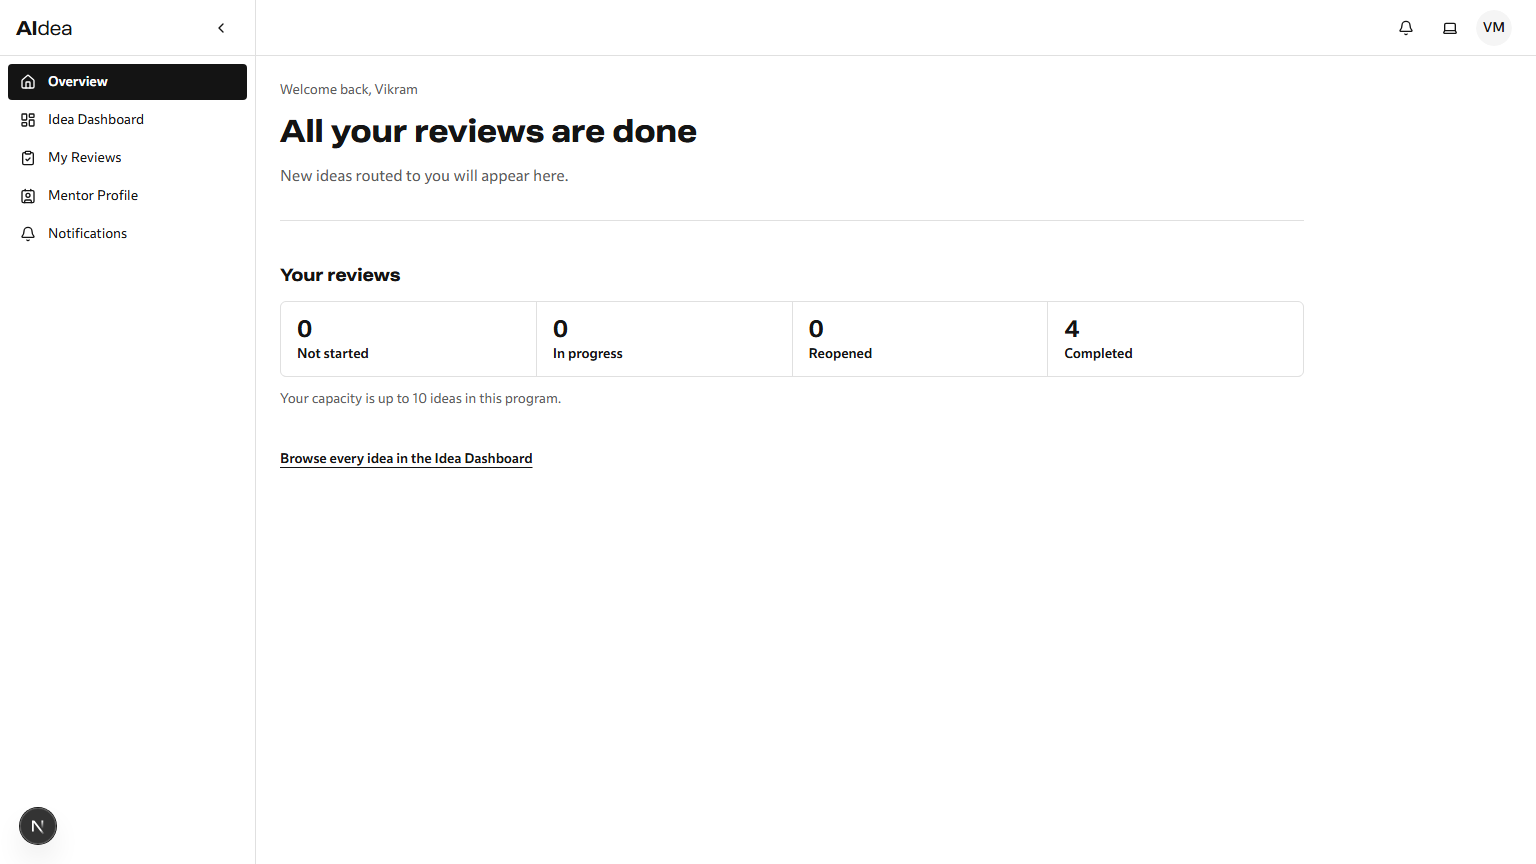 AIdea
VM
Overview
Idea Dashboard
My Reviews
Mentor Profile
Notifications
Welcome back, Vikram
All your reviews are done
New ideas routed to you will appear here.
Your reviews
0
Not started
0
In progress
0
Reopened
4
Completed
Your capacity is up to 10 ideas in this program.
Browse every idea in the Idea Dashboard
N